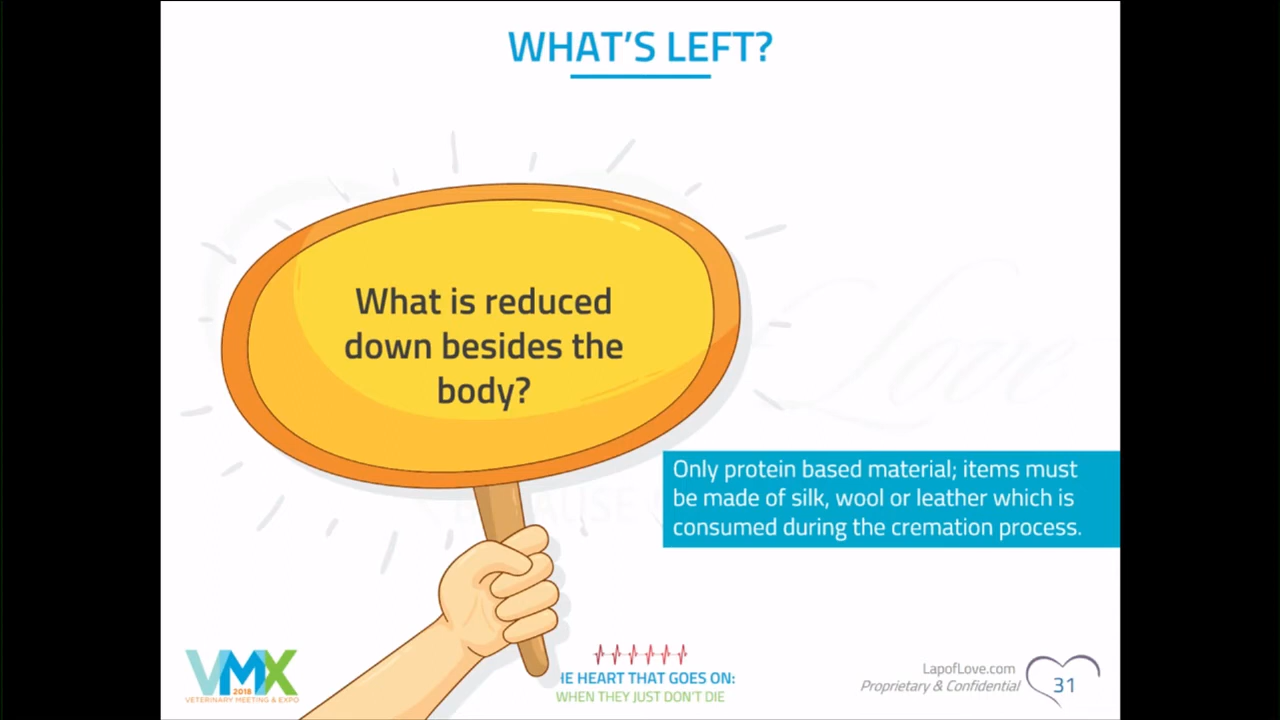 WHAT'S LEFT?
What is reduced
down besides the
body?
Love
Only protein based material; items must
be made of silk, wool or leather which is
consumed during the cremation process.
VMX
2018
VETERINARY MEETING & EXPO
HE HEART THAT GOES ON:
WHEN THEY JUST DON'T DIE
LapofLove.com
Proprietary & Confidential
31